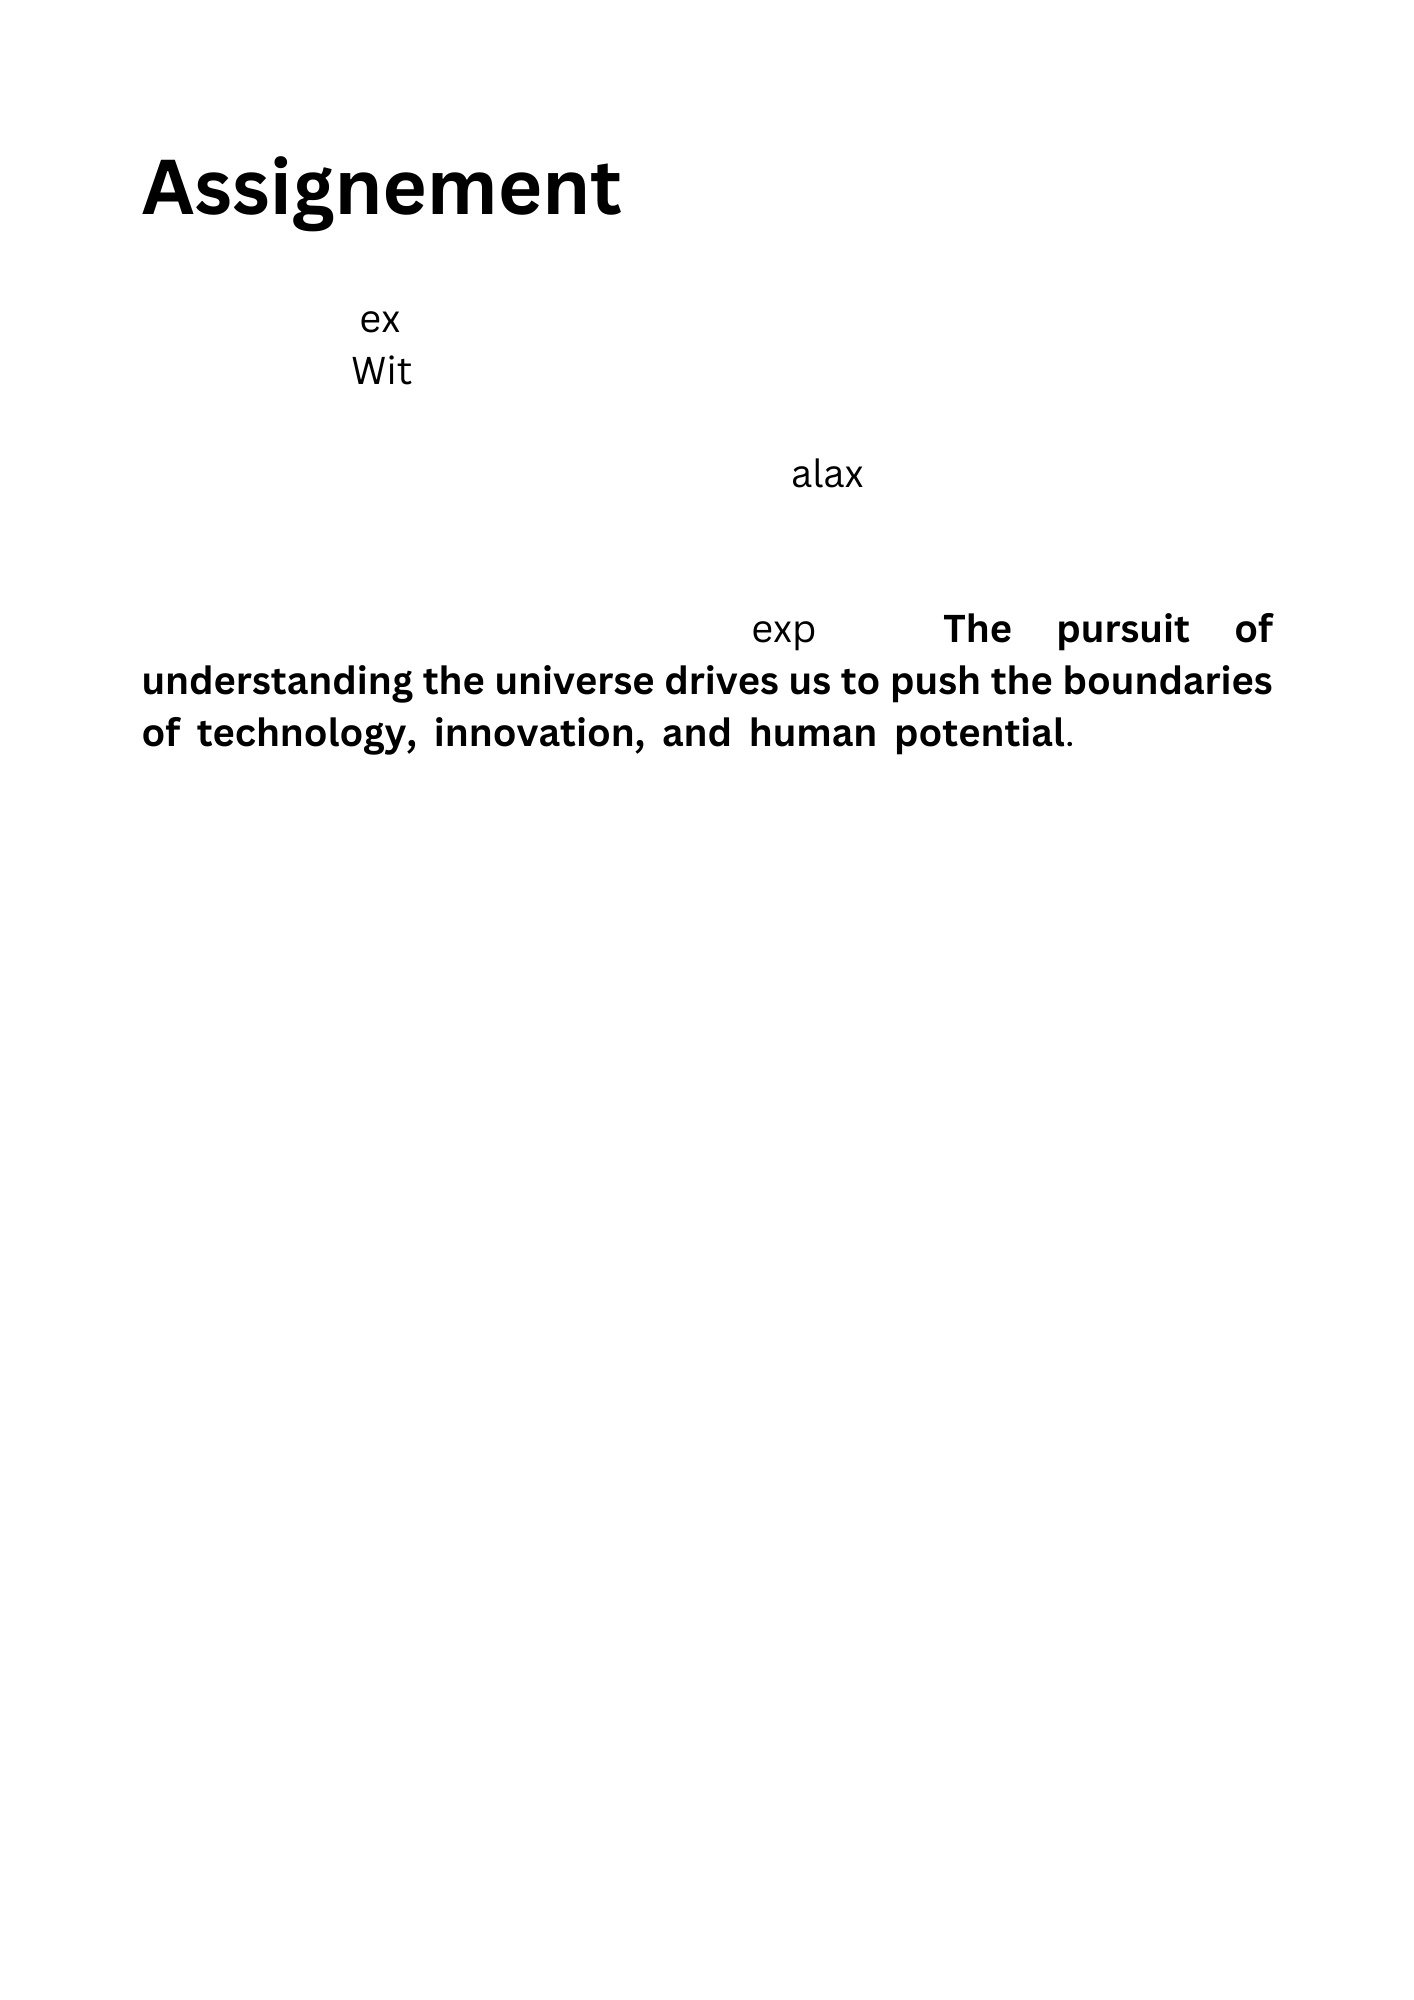 Assignement
ex
Wit
alax
exp The pursuit of
understanding the universe drives us to push the boundaries
of technology, innovation, and human potential.